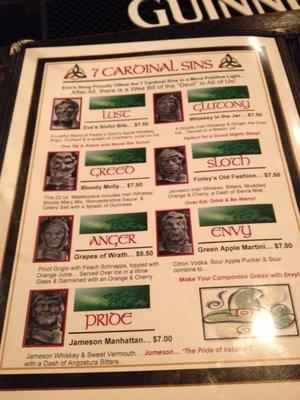 GUINN
7 CARDINAL SINS
Snug Proudly Offers the 7 Cardinal Sins in a More Positive Light...
After All, there is a Wee Bit of the "Devil" in All of Us!
LUST
Eve's Sinful Bite... $7.50
A Lustful Blend of Paddy's Devil's Apple Whiskey,
Angry Orchard & a splash of Cranberry Juice
One Sip & Adam was Never the Same!
GLUTONY
Whiskey in the Jar... $7.50
A Double Irish Whiskey & Ginger Ale
Served in a Mason Jar
Perfect for a Good Nights Sleep!
GREED
Bloody Molly... $7.50
This 22 oz. Masterpiece includes Irish Whiskey,
Bloody Mary Mix, Worcestershire Sauce &
Celery Salt with a Splash of Guinness
SLOTH
Finley's Old Fashion... $7.50
Jameson Irish Whiskey, Bitters, Muddled
Orange & Cherry, & a Dash of Sierra Mist
Over Eat, Drink & Be Merry!
ANGER
Grapes of Wrath... $8.50
Pinot Grigio with Peach Schnapps, topped with
Orange Juice... Served Over Ice in a Wine
Glass & Garnished with an Orange & Cherry
ENVY
Green Apple Martini... $7.00
Citron Vodka, Sour Apple Pucker & Sour
combine to...
Make Your Companion Green with Envy!
PRIDE
Jameson Manhattan... $7.00
Jameson Whiskey & Sweet Vermouth... Jameson... "The Pride of Ireland"!
with a Dash of Angostura Bitters...